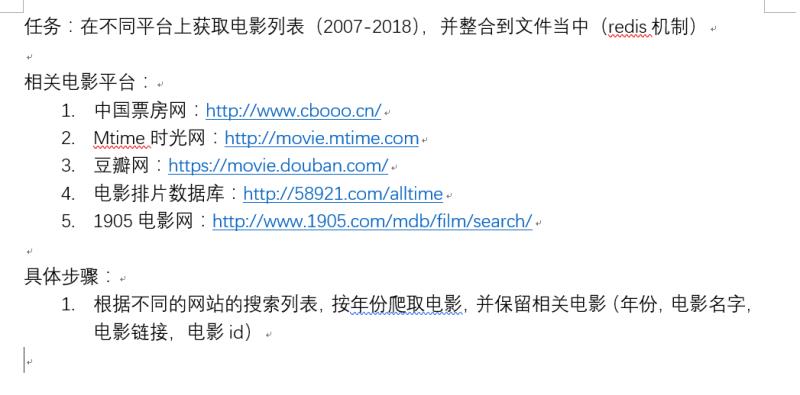 任务：在不同平台上获取电影列表（2007-2018），并整合到文件当中（redis 机制）
相关电影平台：
1. 中国票房网：http://www.cbooo.cn/
2. Mtime 时光网：http://movie.mtime.com
3. 豆瓣网：https://movie.douban.com/
4. 电影排片数据库：http://58921.com/alltime
5. 1905 电影网：http://www.1905.com/mdb/film/search/
具体步骤：
1. 根据不同的网站的搜索列表, 按年份爬取电影, 并保留相关电影 (年份, 电影名字,
电影链接, 电影 id）